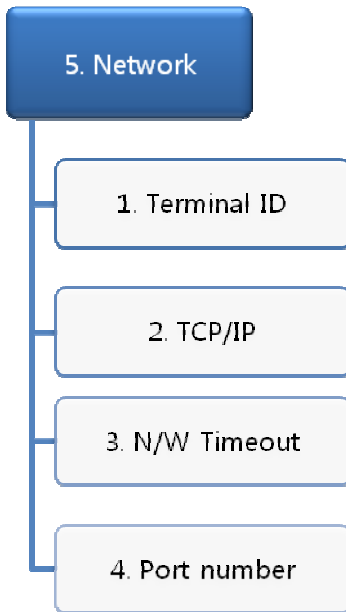 5. Network
1. Terminal ID
2. TCP/IP
3. N/W Timeout
4. Port number